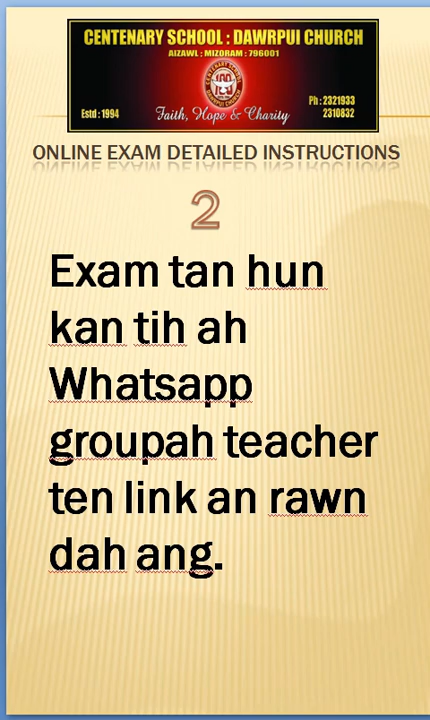 CENTENARY SCHOOL : DAWRPUI CHURCH
AIZAWL : MIZORAM : 796001
Estd : 1994
Faith, Hope & Charity
Ph : 2321933
2310832
ONLINE EXAM DETAILED INSTRUCTIONS
2
Exam tan hun
kan tih ah
Whatsapp
groupah teacher
ten link an rawn
dah ang.